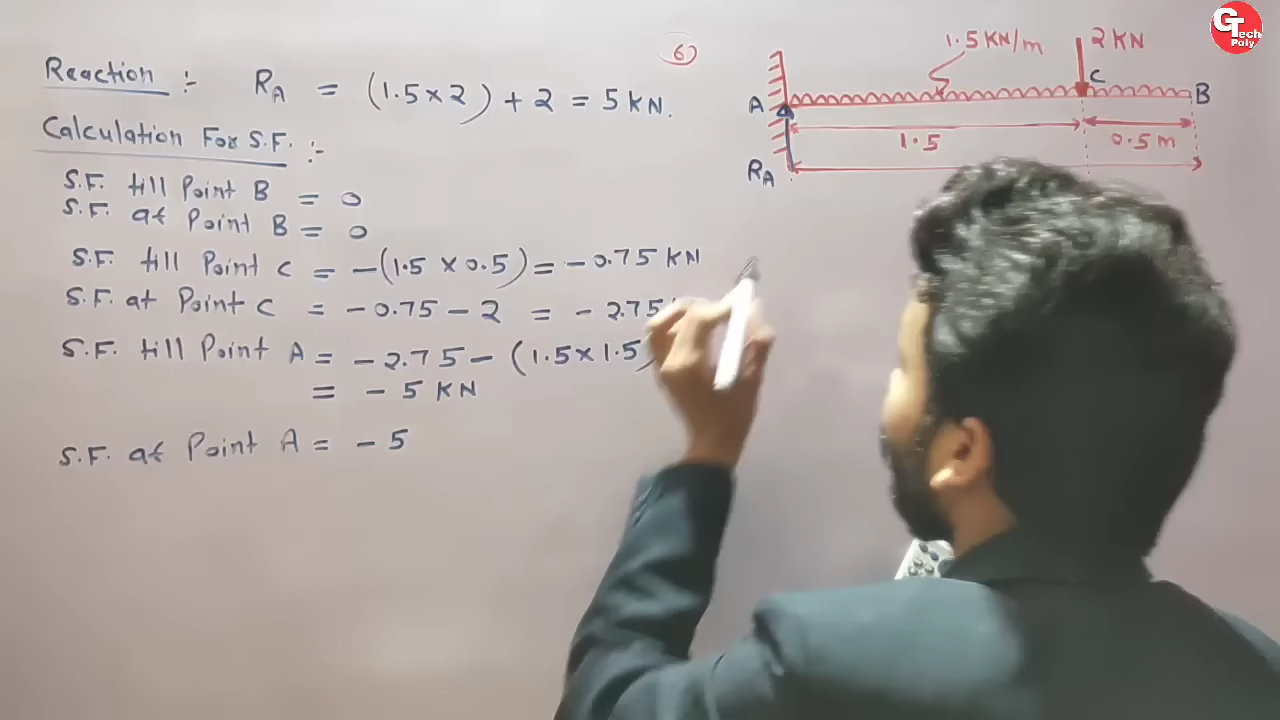 Reaction :- RA = (1.5 × 2) + 2 = 5 KN.
Calculation For S.F. :-
S.F. till Point B = 0
S.F. at Point B = 0
S.F. till Point C = -(1.5 × 0.5) = -0.75 KN
S.F. at Point C = -0.75 - 2 = -2.75
S.F. till Point A = -2.75 - (1.5 × 1.5)
= -5 KN
S.F. at Point A = -5
6)
1.5 KN/m
2 KN
A
C
B
1.5
0.5 m
RA
GTech
Poly